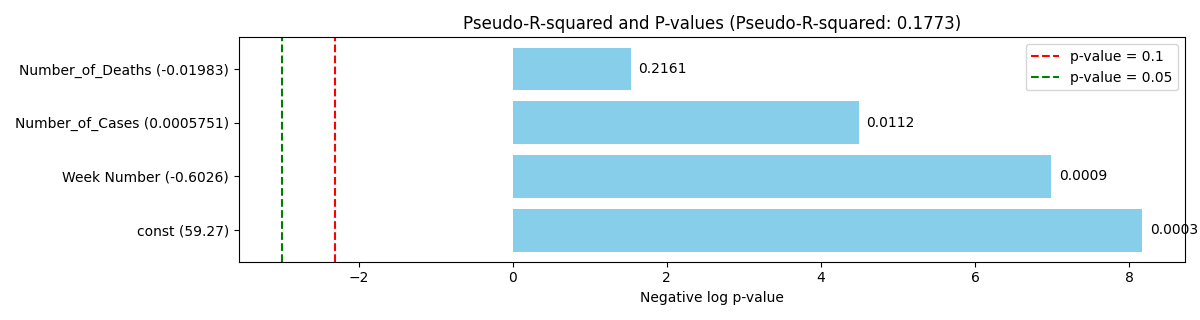 Pseudo-R-squared and P-values (Pseudo-R-squared: 0.1773)
p-value = 0.1
p-value = 0.05
Number_of_Deaths (-0.01983)
0.2161
Number_of_Cases (0.0005751)
0.0112
Week Number (-0.6026)
0.0009
const (59.27)
0.0003
−2
0
2
4
6
8
Negative log p-value